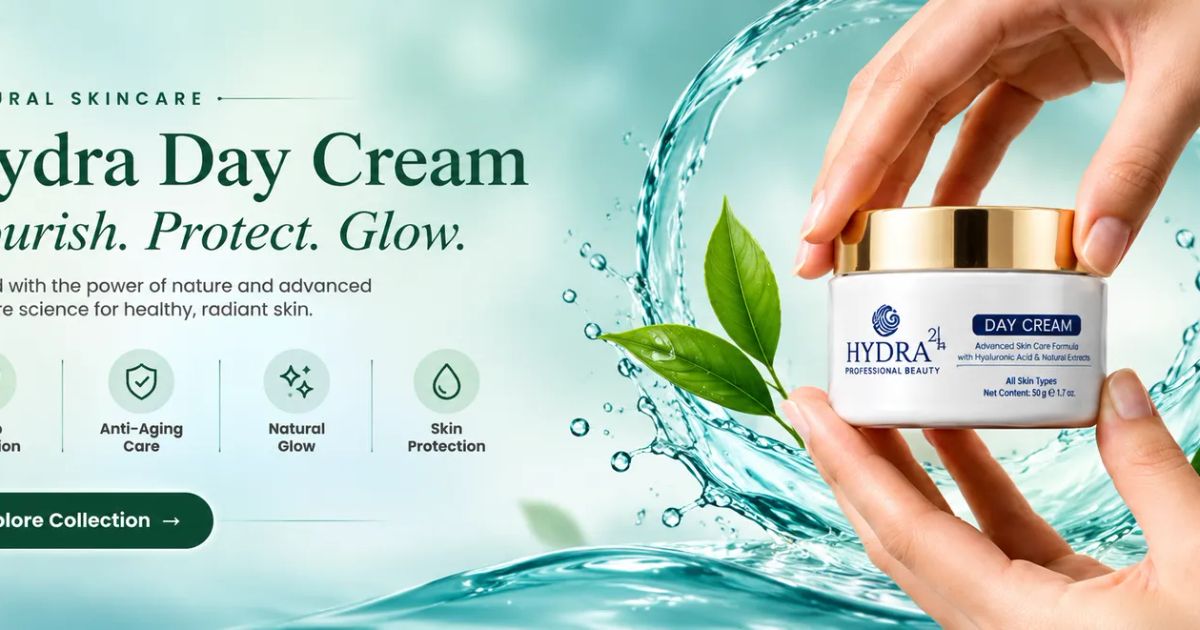 URAL SKINCARE
ydra Day Cream
ourish. Protect. Glow.
d with the power of nature and advanced
re science for healthy, radiant skin.
ion
Anti-Aging
Care
Natural
Glow
Skin
Protection
plore Collection →
HYDRA 24
PROFESSIONAL BEAUTY
DAY CREAM
Advanced Skin Care Formula
with Hyaluronic Acid & Natural Extracts
All Skin Types
Net Content: 50 g ℮ 1.7 oz.